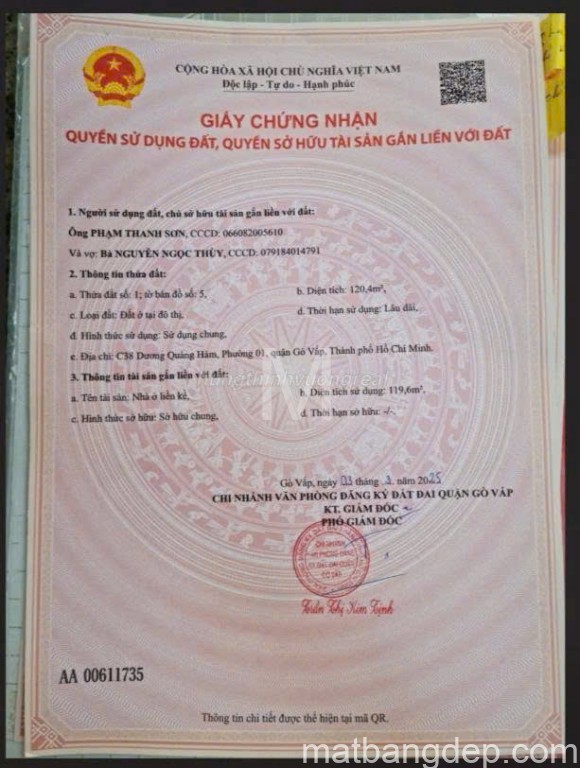 CỘNG HÒA XÃ HỘI CHỦ NGHĨA VIỆT NAM
Độc lập - Tự do - Hạnh phúc
GIẤY CHỨNG NHẬN
QUYỀN SỬ DỤNG ĐẤT, QUYỀN SỞ HỮU TÀI SẢN GẮN LIỀN VỚI ĐẤT
1. Người sử dụng đất, chủ sở hữu tài sản gắn liền với đất:
Ông PHẠM THANH SƠN, CCCD: 066082005610
Và vợ: Bà NGUYỄN NGỌC THÙY, CCCD: 079184014791
2. Thông tin thửa đất:
a. Thửa đất số: 1; tờ bản đồ số: 5, b. Diện tích: 120,4m²,
c. Loại đất: Đất ở tại đô thị, d. Thời hạn sử dụng: Lâu dài,
đ. Hình thức sử dụng: Sử dụng chung,
e. Địa chỉ: C38 Dương Quảng Hàm, Phường 01, quận Gò Vấp, Thành phố Hồ Chí Minh.
3. Thông tin tài sản gắn liền với đất:
a. Tên tài sản: Nhà ở liền kề, b. Diện tích sử dụng: 119,6m²,
c. Hình thức sở hữu: Sở hữu chung, d. Thời hạn sở hữu: -/-.
Gò Vấp, ngày 03 tháng 3 năm 2025
CHI NHÁNH VĂN PHÒNG ĐĂNG KÝ ĐẤT ĐAI QUẬN GÒ VẤP
KT. GIÁM ĐỐC
PHÓ GIÁM ĐỐC
Trần Thị Kim Định
AA 00611735
Thông tin chi tiết được thể hiện tại mã QR.
matbangdep.com